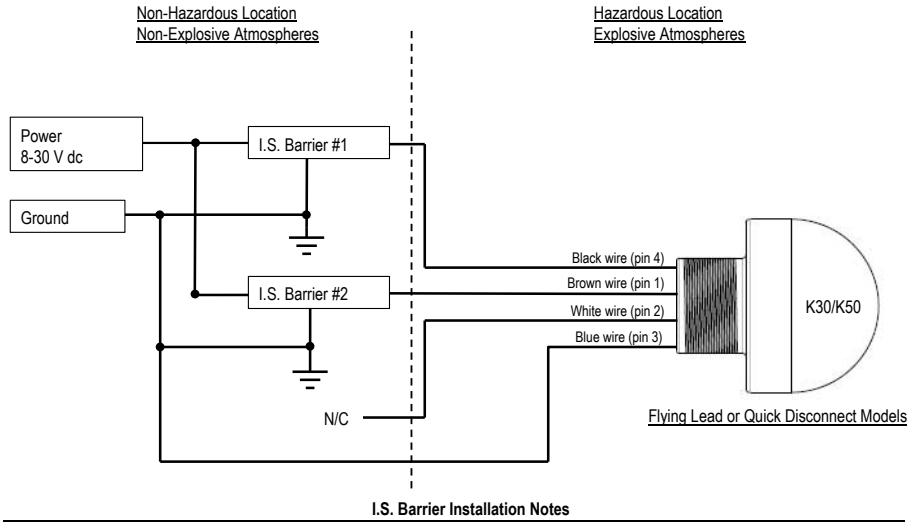 Non-Hazardous Location
Non-Explosive Atmospheres
Hazardous Location
Explosive Atmospheres
Power
8-30 V dc
I.S. Barrier #1
Ground
I.S. Barrier #2
Black wire (pin 4)
Brown wire (pin 1)
White wire (pin 2)
Blue wire (pin 3)
K30/K50
N/C
Flying Lead or Quick Disconnect Models
I.S. Barrier Installation Notes